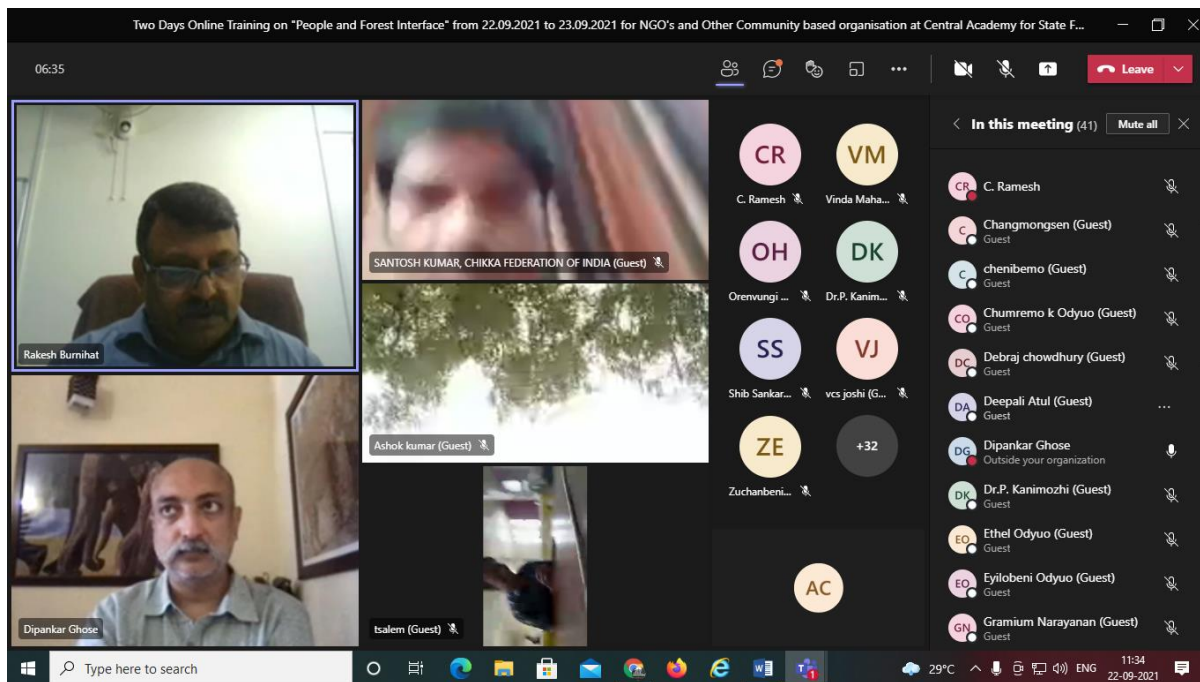 Two Days Online Training on "People and Forest Interface" from 22.09.2021 to 23.09.2021 for NGO's and Other Community based organisation at Central Academy for State F...
06:35
Leave
Rakesh Burnihat
SANTOSH KUMAR, CHIKKA FEDERATION OF INDIA (Guest)
Ashok kumar (Guest)
Dipankar Ghose
tsalem (Guest)
CR
VM
C. Ramesh
Vinda Maha...
OH
DK
Orenvungi ...
Dr.P. Kanim...
SS
VJ
Shib Sankar...
vcs joshi (G...
ZE
+32
Zuchanbeni...
AC
In this meeting (41)
Mute all
CR
C. Ramesh
C
Changmongsen (Guest)
Guest
C
chenibemo (Guest)
Guest
CO
Chumremo k Odyuo (Guest)
Guest
DC
Debraj chowdhury (Guest)
Guest
DA
Deepali Atul (Guest)
Guest
DG
Dipankar Ghose
Outside your organization
DK
Dr.P. Kanimozhi (Guest)
Guest
EO
Ethel Odyuo (Guest)
Guest
EO
Eyilobeni Odyuo (Guest)
Guest
GN
Gramium Narayanan (Guest)
Guest
Type here to search
29°C
ENG
11:34
22-09-2021